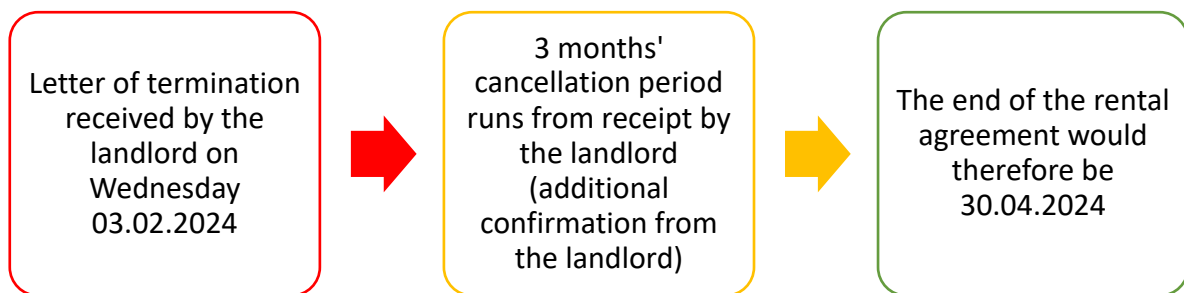 Letter of termination
received by the
landlord on
Wednesday
03.02.2024
3 months'
cancellation period
runs from receipt by
the landlord
(additional
confirmation from
the landlord)
The end of the rental
agreement would
therefore be
30.04.2024